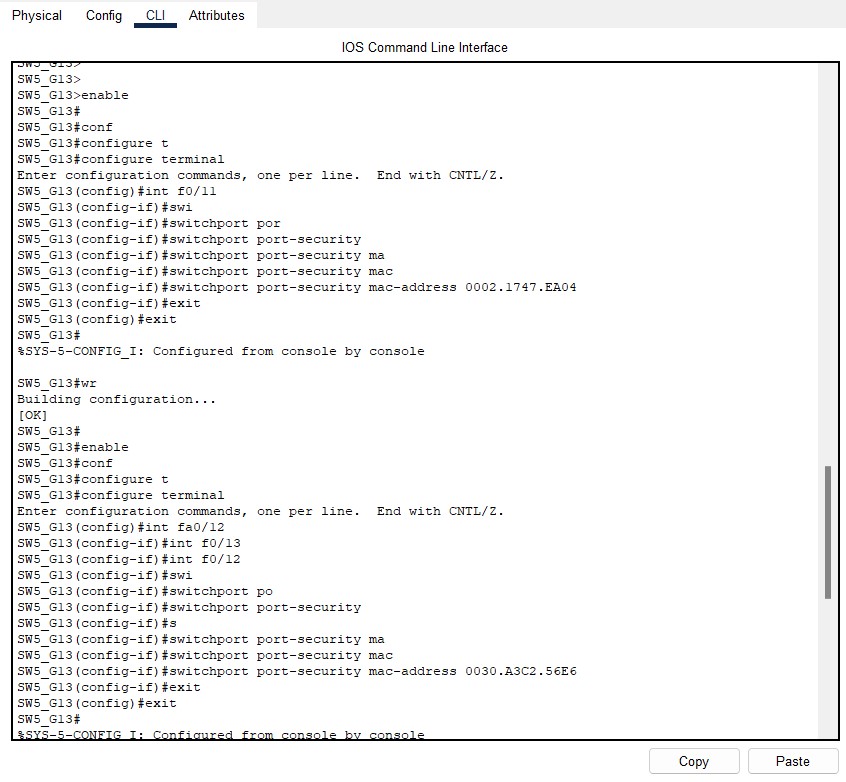 Physical Config CLI Attributes
IOS Command Line Interface
SW5_G13>
SW5_G13>
SW5_G13>enable
SW5_G13#
SW5_G13#conf
SW5_G13#configure t
SW5_G13#configure terminal
Enter configuration commands, one per line.  End with CNTL/Z.
SW5_G13(config)#int f0/11
SW5_G13(config-if)#swi
SW5_G13(config-if)#switchport por
SW5_G13(config-if)#switchport port-security
SW5_G13(config-if)#switchport port-security ma
SW5_G13(config-if)#switchport port-security mac
SW5_G13(config-if)#switchport port-security mac-address 0002.1747.EA04
SW5_G13(config-if)#exit
SW5_G13(config)#exit
SW5_G13#
%SYS-5-CONFIG_I: Configured from console by console
SW5_G13#wr
Building configuration...
[OK]
SW5_G13#
SW5_G13#enable
SW5_G13#conf
SW5_G13#configure t
SW5_G13#configure terminal
Enter configuration commands, one per line.  End with CNTL/Z.
SW5_G13(config)#int fa0/12
SW5_G13(config-if)#int f0/13
SW5_G13(config-if)#int f0/12
SW5_G13(config-if)#swi
SW5_G13(config-if)#switchport po
SW5_G13(config-if)#switchport port-security
SW5_G13(config-if)#s
SW5_G13(config-if)#switchport port-security ma
SW5_G13(config-if)#switchport port-security mac
SW5_G13(config-if)#switchport port-security mac-address 0030.A3C2.56E6
SW5_G13(config-if)#exit
SW5_G13(config)#exit
SW5_G13#
%SYS-5-CONFIG_I: Configured from console by console
Copy Paste